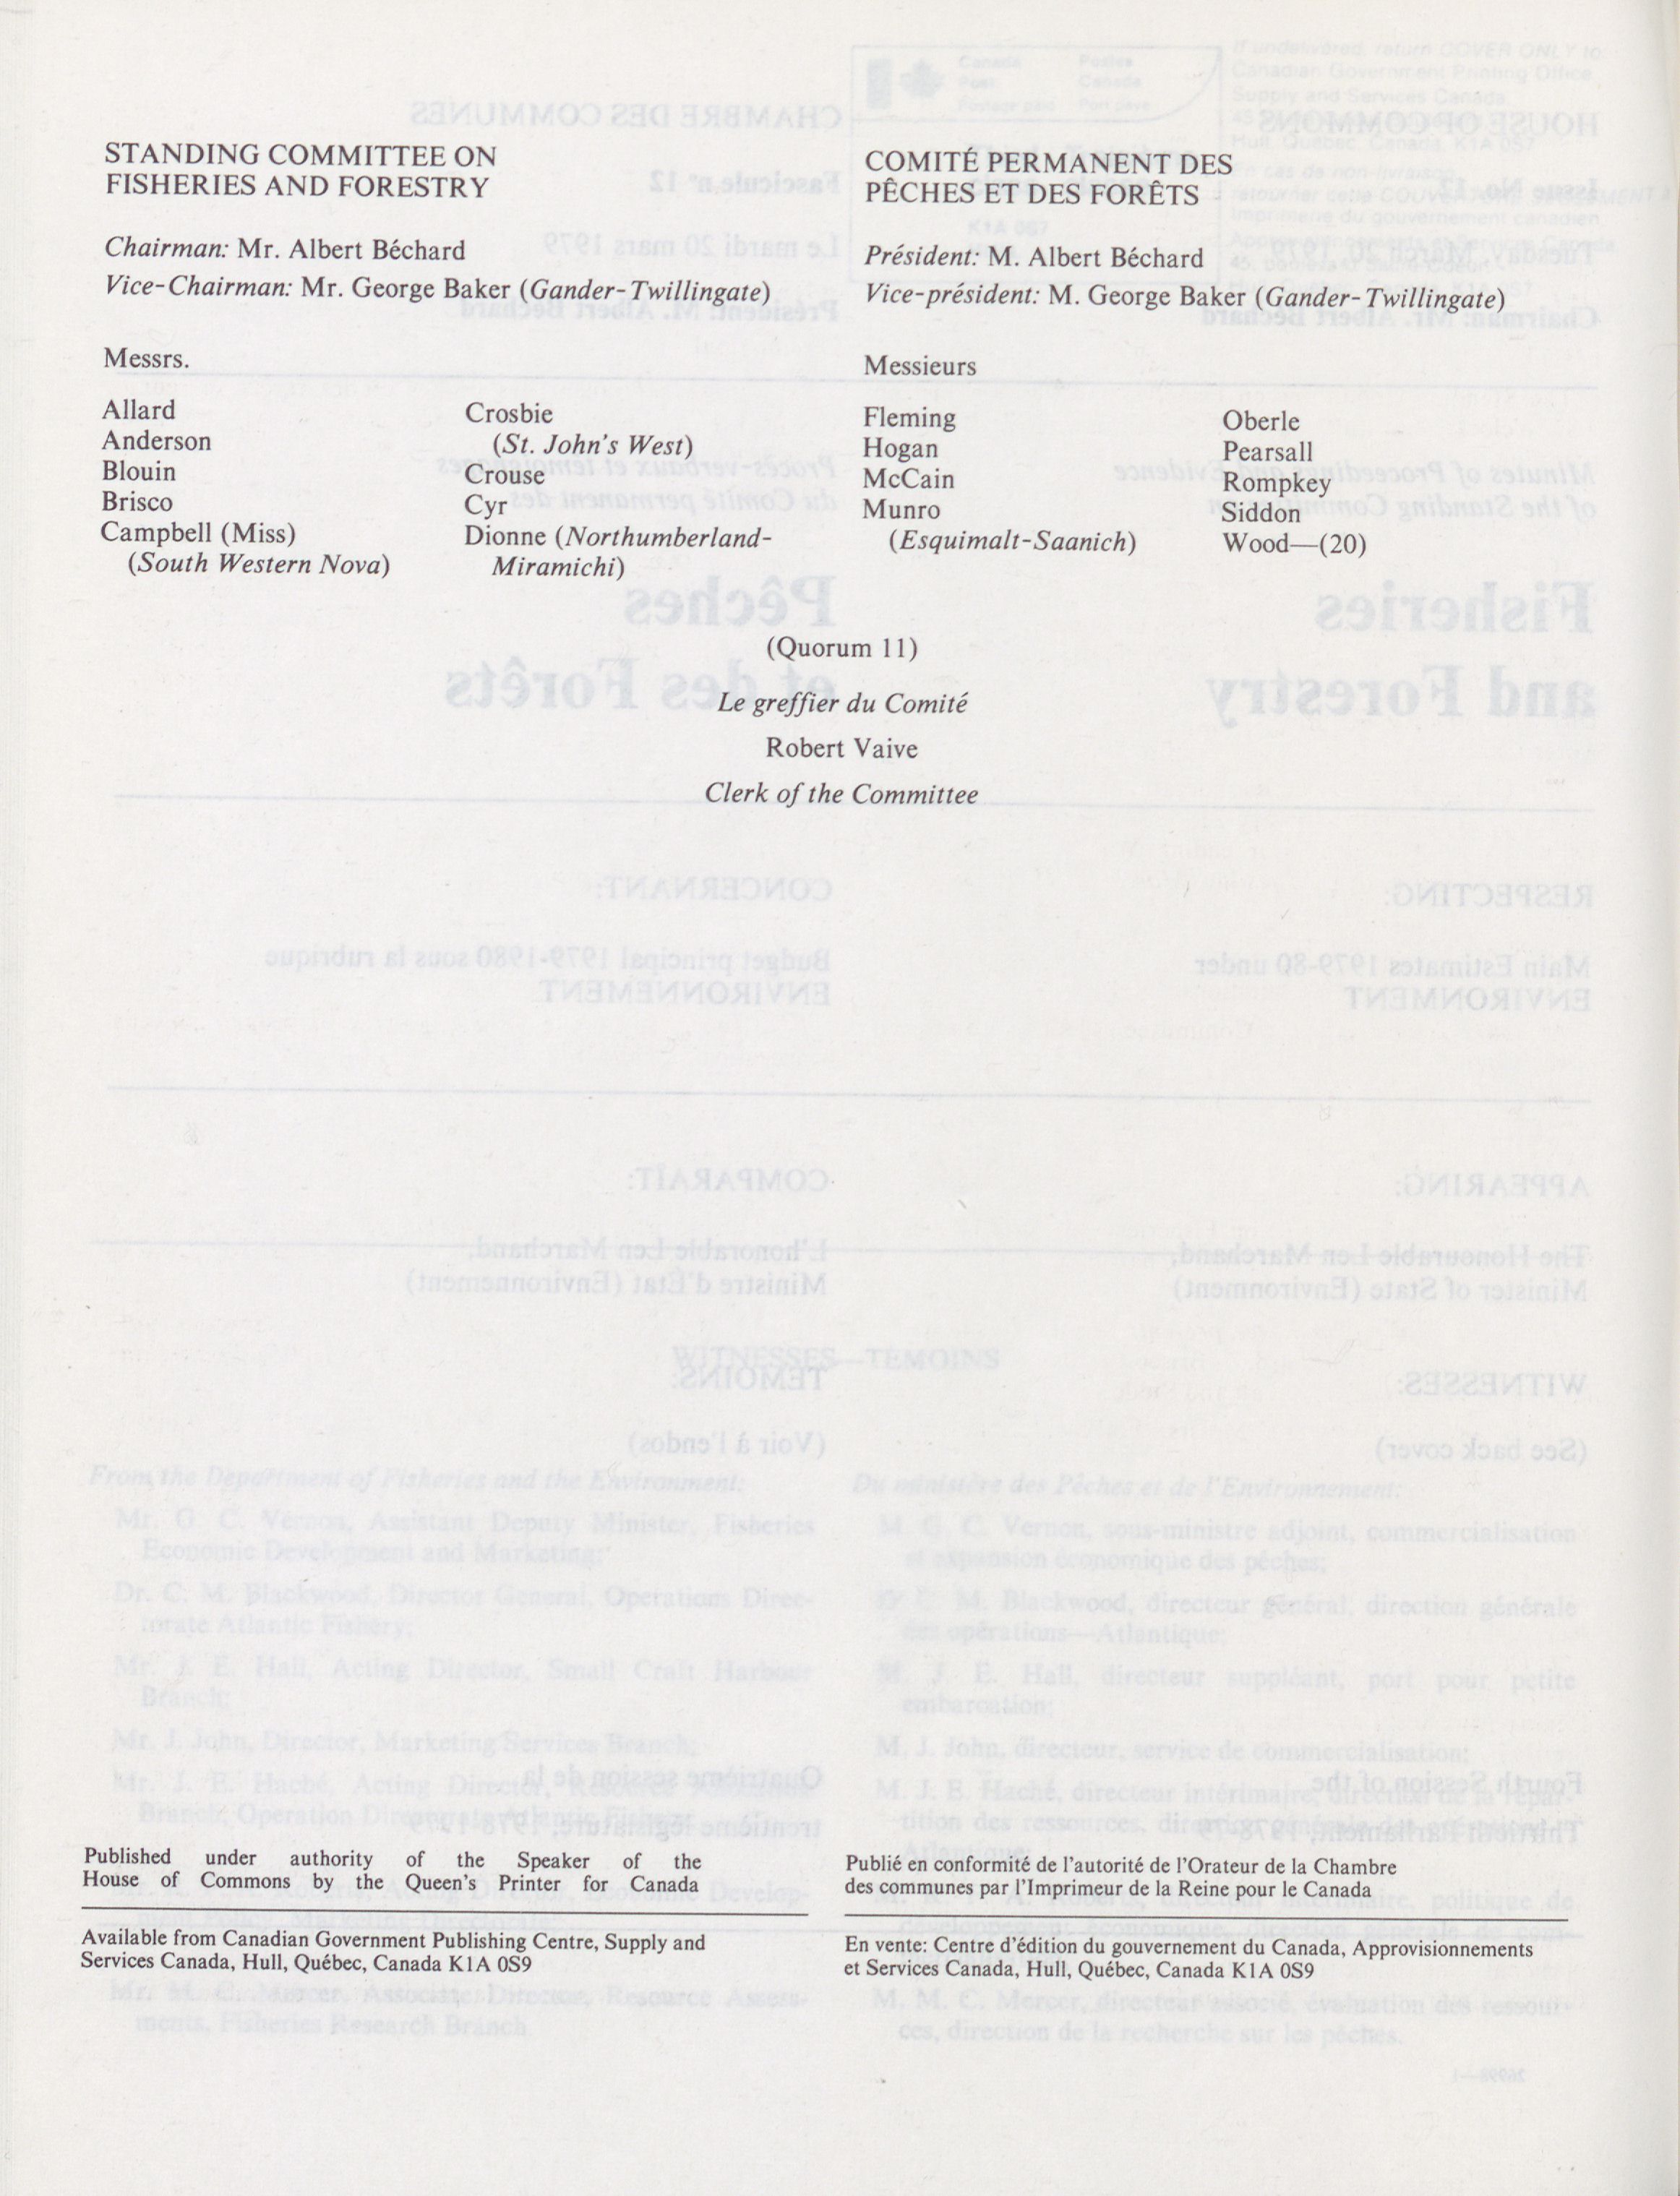 STANDING COMMITTEE ON
FISHERIES AND FORESTRY
Chairman: Mr. Albert Béchard
Vice-Chairman: Mr. George Baker (Gander-Twillingate)
Messrs.
Allard
Anderson
Blouin
Brisco
Campbell (Miss)
(South Western Nova)
Crosbie
(St. John's West)
Crouse
Cyr
Dionne (Northumberland-
Miramichi)
COMITÉ PERMANENT DES
PÊCHES ET DES FORÊTS
Président: M. Albert Béchard
Vice-président: M. George Baker (Gander-Twillingate)
Messieurs
Fleming
Hogan
McCain
Munro
(Esquimalt-Saanich)
Oberle
Pearsall
Rompkey
Siddon
Wood—(20)
(Quorum 11)
Le greffier du Comité
Robert Vaive
Clerk of the Committee
Published under authority of the Speaker of the
House of Commons by the Queen's Printer for Canada
Available from Canadian Government Publishing Centre, Supply and
Services Canada, Hull, Québec, Canada K1A 0S9
Publié en conformité de l'autorité de l'Orateur de la Chambre
des communes par l'Imprimeur de la Reine pour le Canada
En vente: Centre d'édition du gouvernement du Canada, Approvisionnements
et Services Canada, Hull, Québec, Canada K1A 0S9